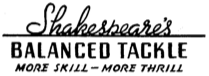 Shakespeare's
BALANCED TACKLE
MORE SKILL – MORE THRILL